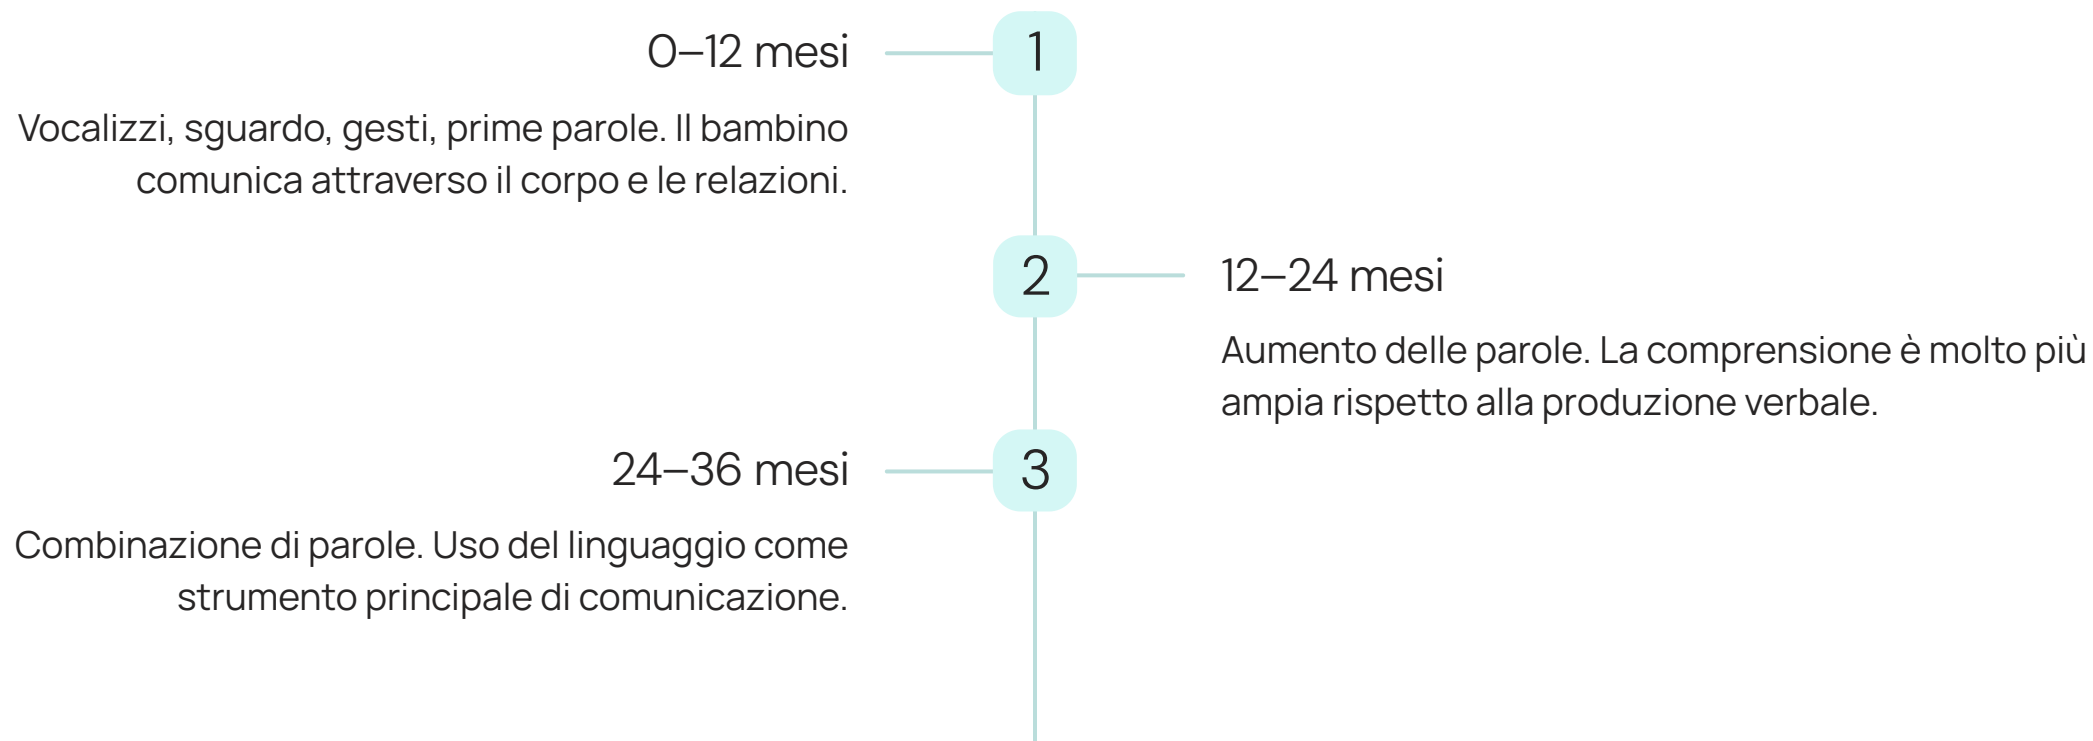 0–12 mesi
1
Vocalizzi, sguardo, gesti, prime parole. Il bambino
comunica attraverso il corpo e le relazioni.
2
12–24 mesi
Aumento delle parole. La comprensione è molto più
ampia rispetto alla produzione verbale.
24–36 mesi
3
Combinazione di parole. Uso del linguaggio come
strumento principale di comunicazione.